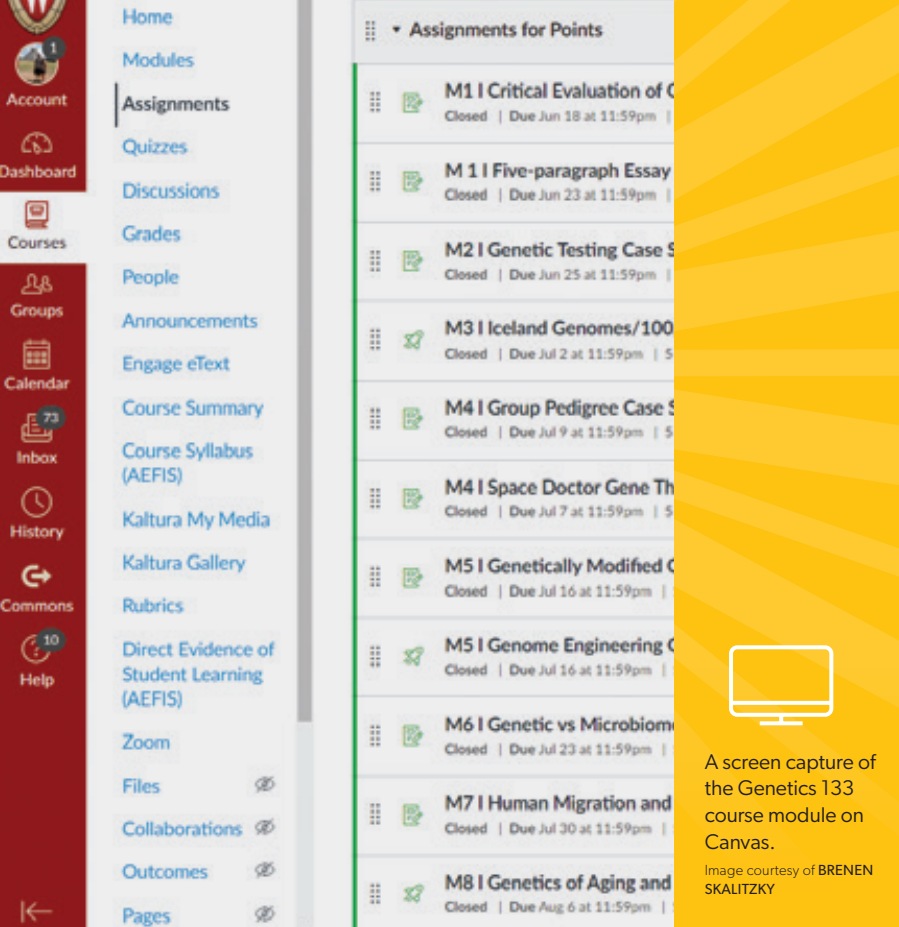 1
Account
Dashboard
Courses
Groups
Calendar
73
Inbox
History
Commons
10
Help
Home
Modules
Assignments
Quizzes
Discussions
Grades
People
Announcements
Engage eText
Course Summary
Course Syllabus
(AEFIS)
Kaltura My Media
Kaltura Gallery
Rubrics
Direct Evidence of
Student Learning
(AEFIS)
Zoom
Files
Collaborations
Outcomes
Pages
Assignments for Points
M1 I Critical Evaluation of
Closed | Due Jun 18 at 11:59pm |
M 1 I Five-paragraph Essay
Closed | Due Jun 23 at 11:59pm |
M2 I Genetic Testing Case
Closed | Due Jun 25 at 11:59pm |
M3 I Iceland Genomes/100
Closed | Due Jul 2 at 11:59pm | 5
M4 I Group Pedigree Case
Closed | Due Jul 9 at 11:59pm | 5
M4 I Space Doctor Gene Th
Closed | Due Jul 7 at 11:59pm | 5
M5 I Genetically Modified
Closed | Due Jul 16 at 11:59pm |
M5 I Genome Engineering
Closed | Due Jul 16 at 11:59pm |
M6 I Genetic vs Microbiom
Closed | Due Jul 23 at 11:59pm |
M7 I Human Migration and
Closed | Due Jul 30 at 11:59pm |
M8 I Genetics of Aging and
Closed | Due Aug 6 at 11:59pm |
A screen capture of
the Genetics 133
course module on
Canvas.
Image courtesy of BRENEN
SKALITZKY